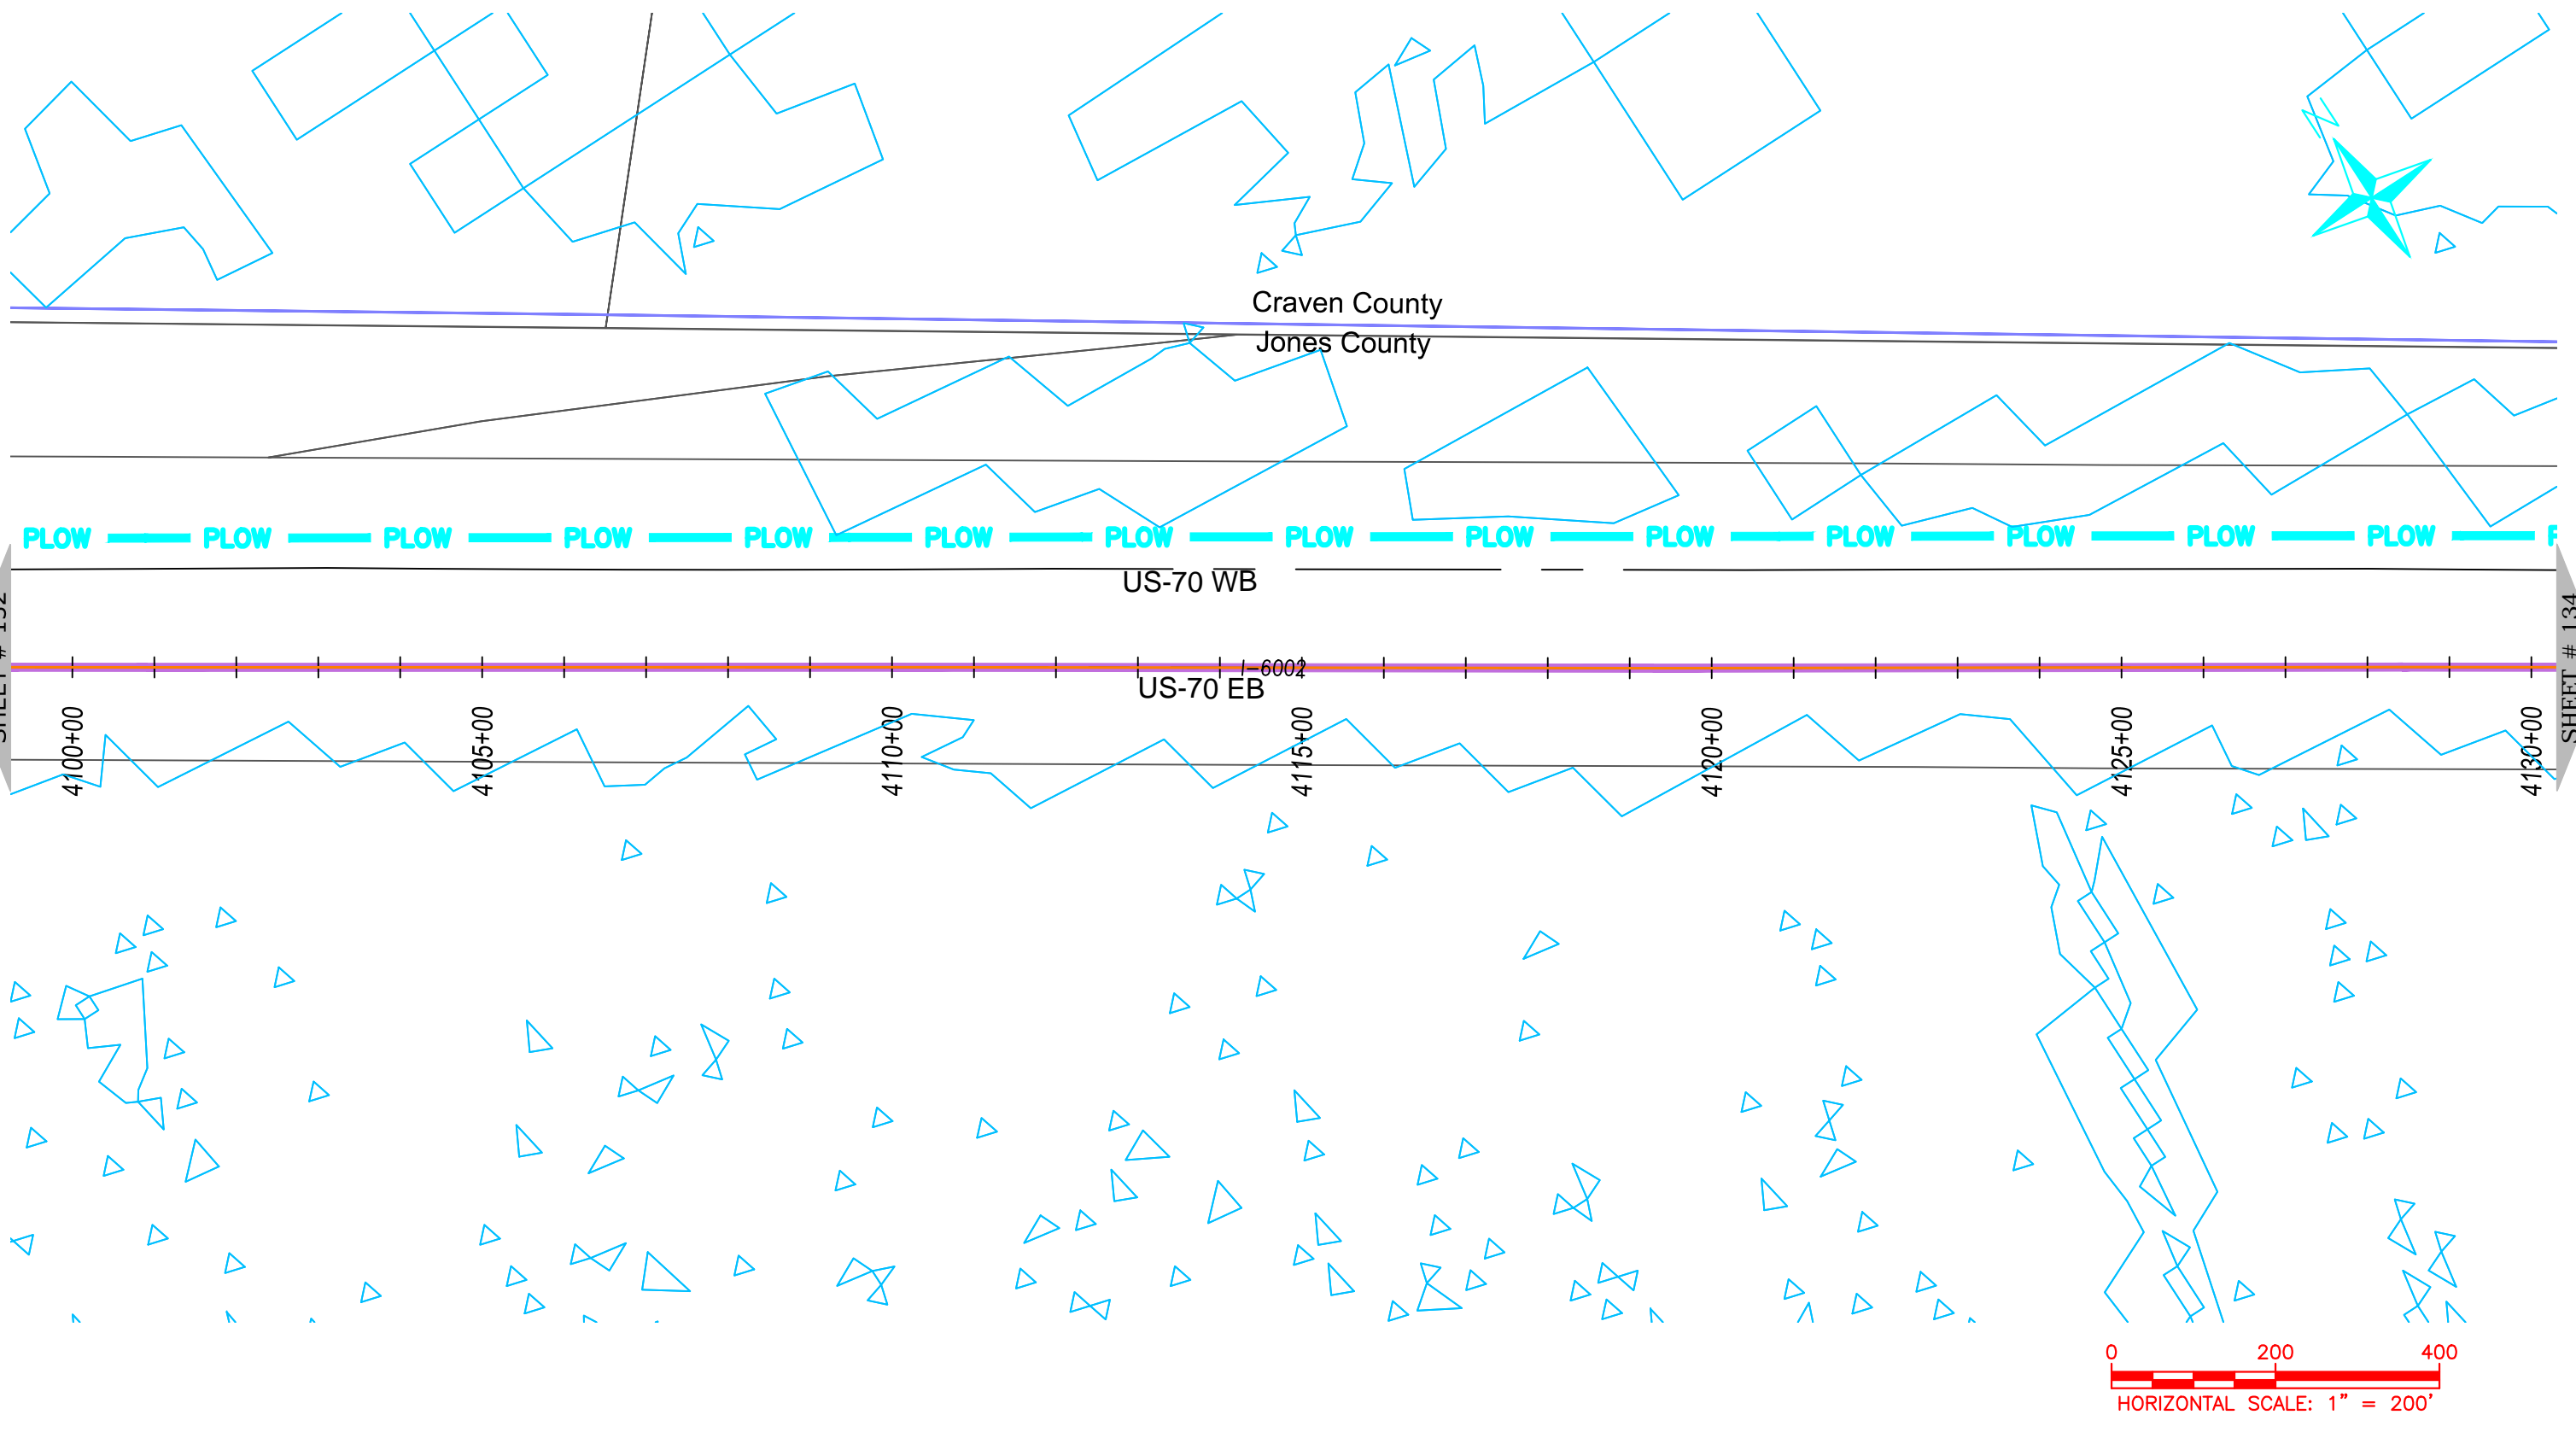 N
Craven County
Jones County
PLOW PLOW PLOW PLOW PLOW PLOW PLOW PLOW PLOW PLOW PLOW PLOW PLOW PLOW
US-70 WB
SHEET # 134
I-6002
US-70 EB
4100+00 4105+00 4110+00 4115+00 4120+00 4125+00 4130+00
0 200 400
HORIZONTAL SCALE: 1" = 200'